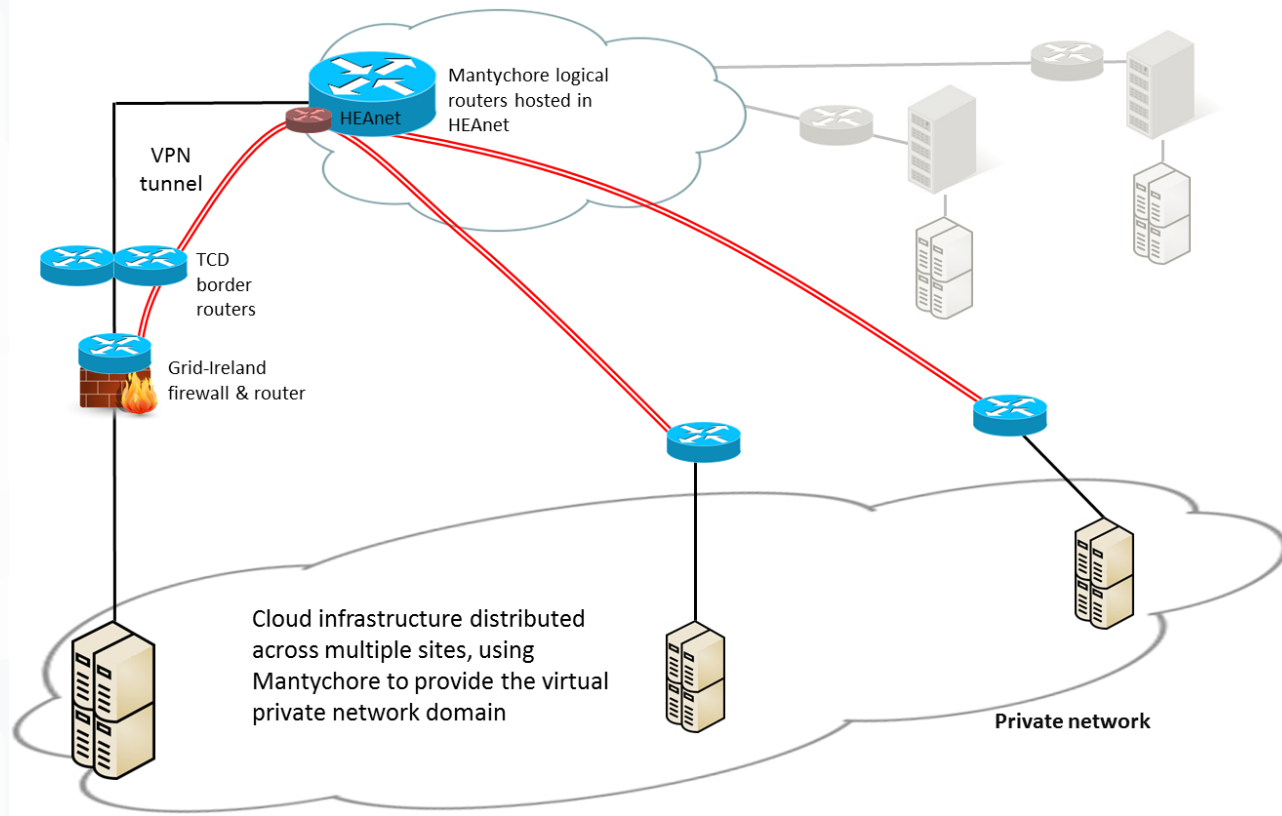 Mantychore logical
routers hosted in
HEAnet
HEAnet
VPN
tunnel
TCD
border
routers
Grid-Ireland
firewall & router
Cloud infrastructure distributed
across multiple sites, using
Mantychore to provide the virtual
private network domain
Private network